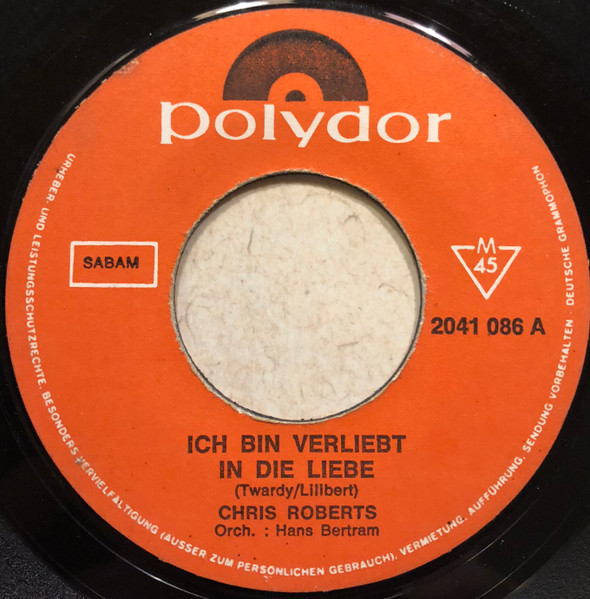 polydor
SABAM
M
45
2041 086 A
ICH BIN VERLIEBT
IN DIE LIEBE
(Twardy/Lilibert)
CHRIS ROBERTS
Orch. : Hans Bertram
URHEBER- UND LEISTUNGSSCHUTZRECHTE. BESONDERS VERVIELFÄLTIGUNG (AUSSER ZUM PERSÖNLICHEN GEBRAUCH). VERMIETUNG. AUFFÜHRUNG. SENDUNG VORBEHALTEN · DEUTSCHE GRAMMOPHON